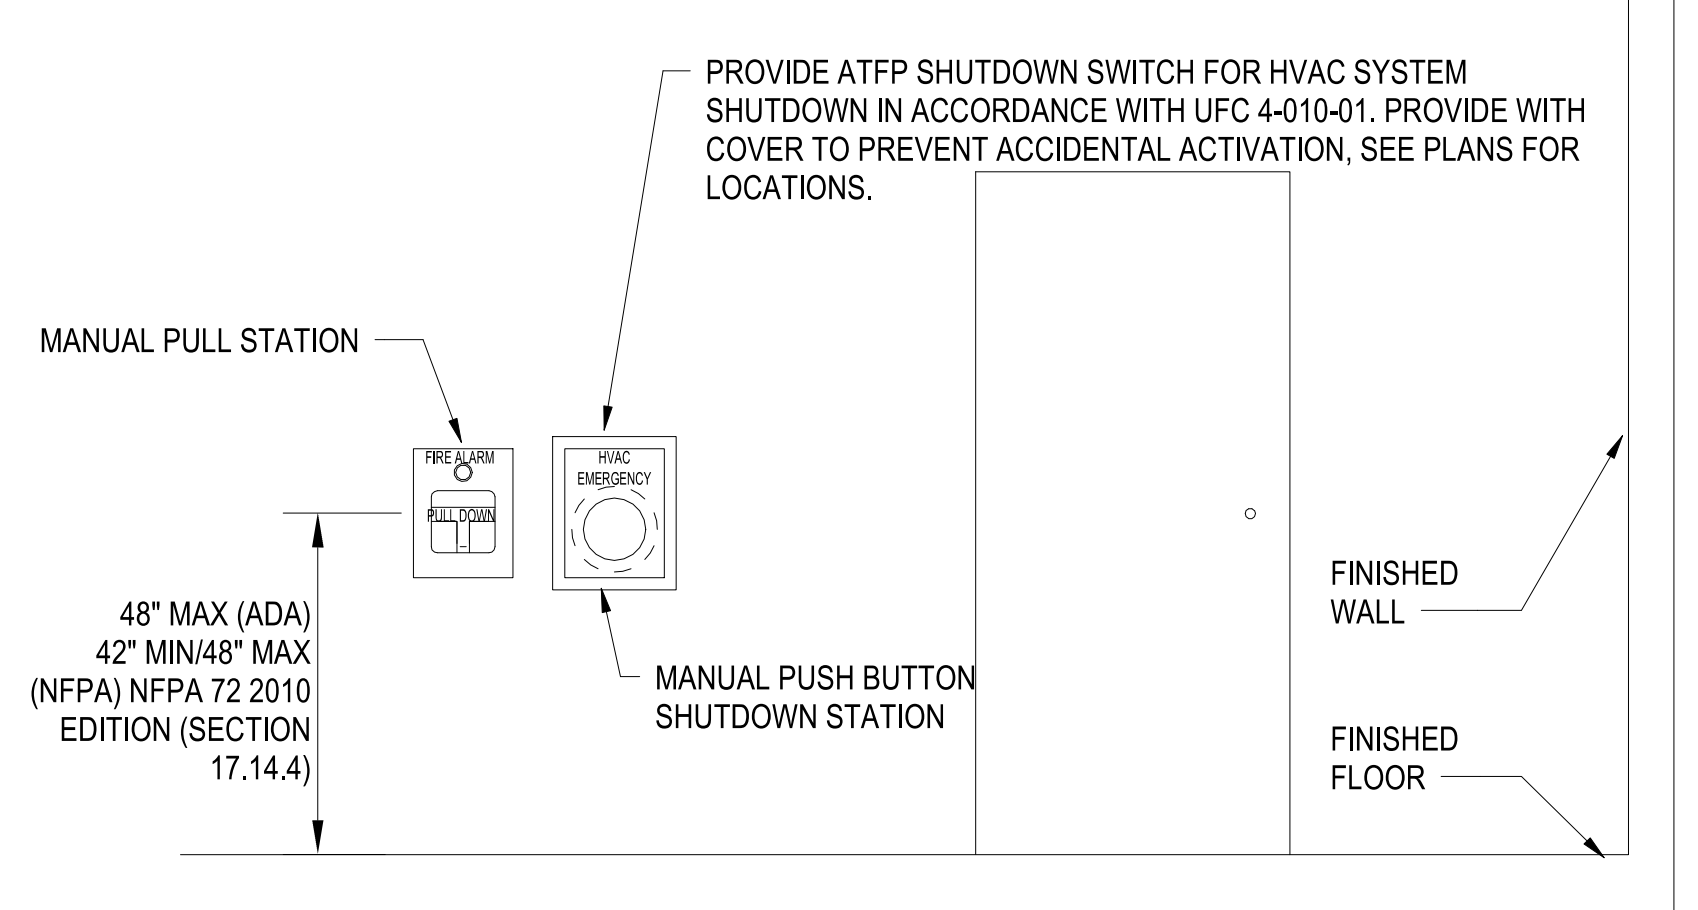 PROVIDE ATFP SHUTDOWN SWITCH FOR HVAC SYSTEM
SHUTDOWN IN ACCORDANCE WITH UFC 4-010-01. PROVIDE WITH
COVER TO PREVENT ACCIDENTAL ACTIVATION, SEE PLANS FOR
LOCATIONS.
MANUAL PULL STATION
FIRE ALARM
PULL DOWN
HVAC
EMERGENCY
48" MAX (ADA)
42" MIN/48" MAX
(NFPA) NFPA 72 2010
EDITION (SECTION
17.14.4)
MANUAL PUSH BUTTON
SHUTDOWN STATION
FINISHED
WALL
FINISHED
FLOOR